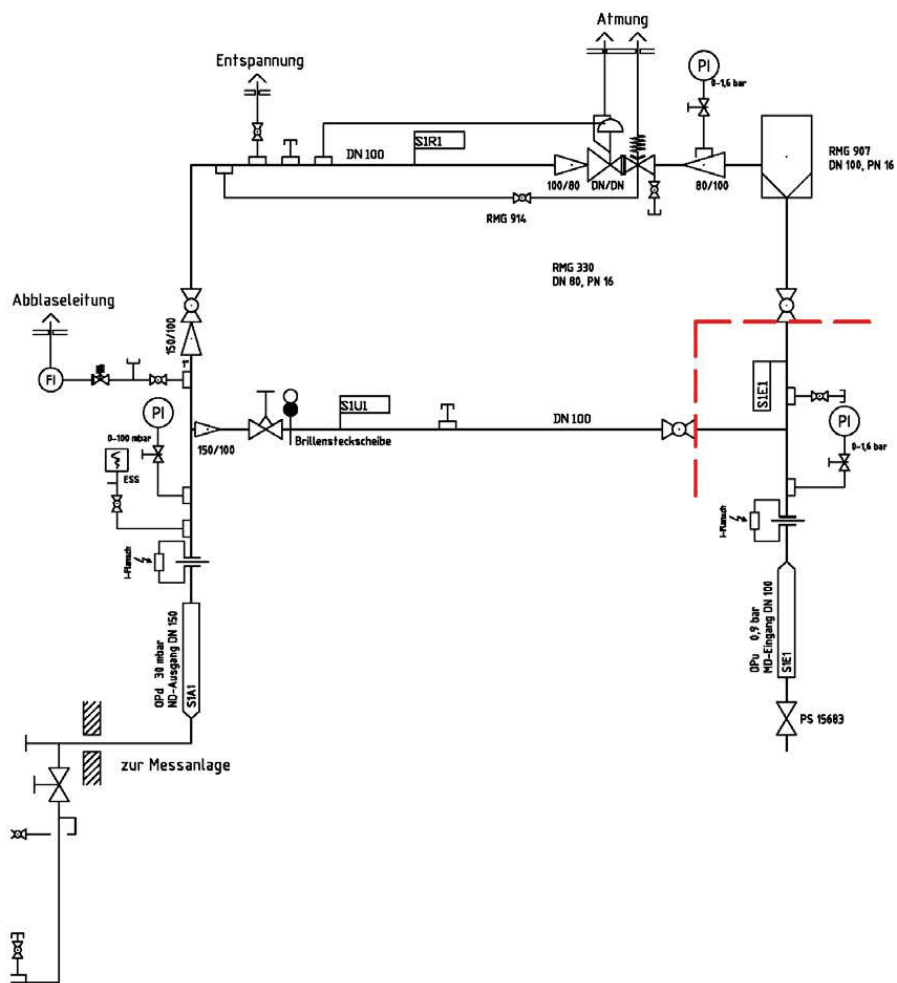 Atmung
Entspannung
PI
0-1,6 bar
S1R1
DN 100
100/80
DN/DN
80/100
RMG 907
DN 100, PN 16
RMG 914
RMG 330
DN 80, PN 16
Abblaseleitung
150/100
FI
S1E1
PI
0-100 mbar
S1U1
DN 100
PI
0-1,6 bar
150/100
Brillensteckscheibe
ESS
I-Flansch
I-Flansch
OPd 30 mbar
ND-Ausgang DN 150
S1A1
OPu 0,9 bar
MD-Eingang DN 100
S1E1
PS 15683
zur Messanlage